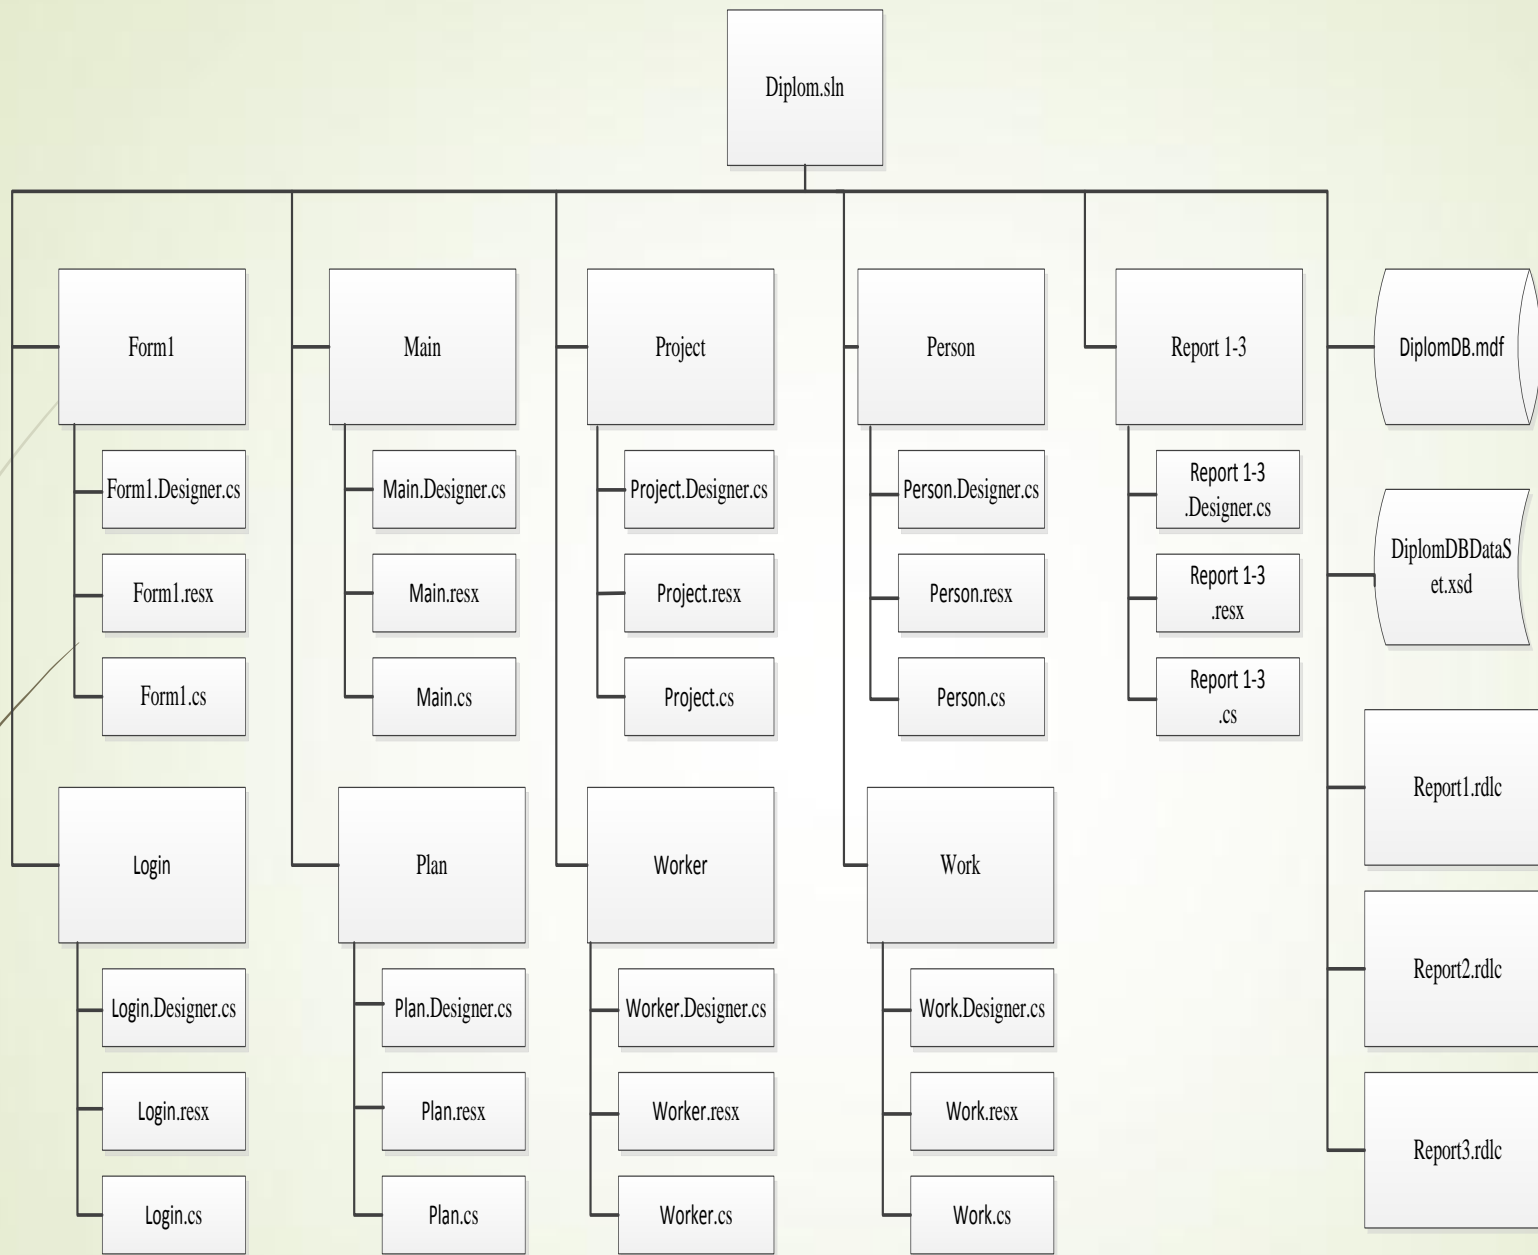 Diplom.sln
Form1
Main
Project
Person
Report 1-3
DiplomDB.mdf
Form1.Designer.cs
Main.Designer.cs
Project.Designer.cs
Person.Designer.cs
Report 1-3
.Designer.cs
DiplomDBDataS
et.xsd
Form1.resx
Main.resx
Project.resx
Person.resx
Report 1-3
.resx
Form1.cs
Main.cs
Project.cs
Person.cs
Report 1-3
.cs
Report1.rdlc
Login
Plan
Worker
Work
Report2.rdlc
Login.Designer.cs
Plan.Designer.cs
Worker.Designer.cs
Work.Designer.cs
Login.resx
Plan.resx
Worker.resx
Work.resx
Report3.rdlc
Login.cs
Plan.cs
Worker.cs
Work.cs